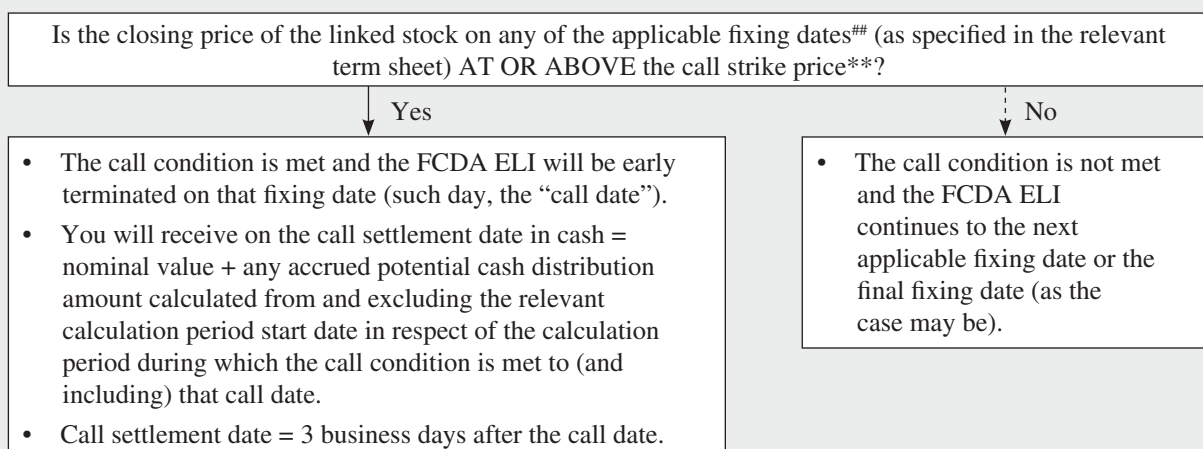 Is the closing price of the linked stock on any of the applicable fixing dates## (as specified in the relevant
term sheet) AT OR ABOVE the call strike price**?
Yes
No
• The call condition is met and the FCDA ELI will be early
terminated on that fixing date (such day, the “call date”).
• You will receive on the call settlement date in cash =
nominal value + any accrued potential cash distribution
amount calculated from and excluding the relevant
calculation period start date in respect of the calculation
period during which the call condition is met to (and
including) that call date.
• Call settlement date = 3 business days after the call date.
• The call condition is not met
and the FCDA ELI
continues to the next
applicable fixing date or the
final fixing date (as the
case may be).